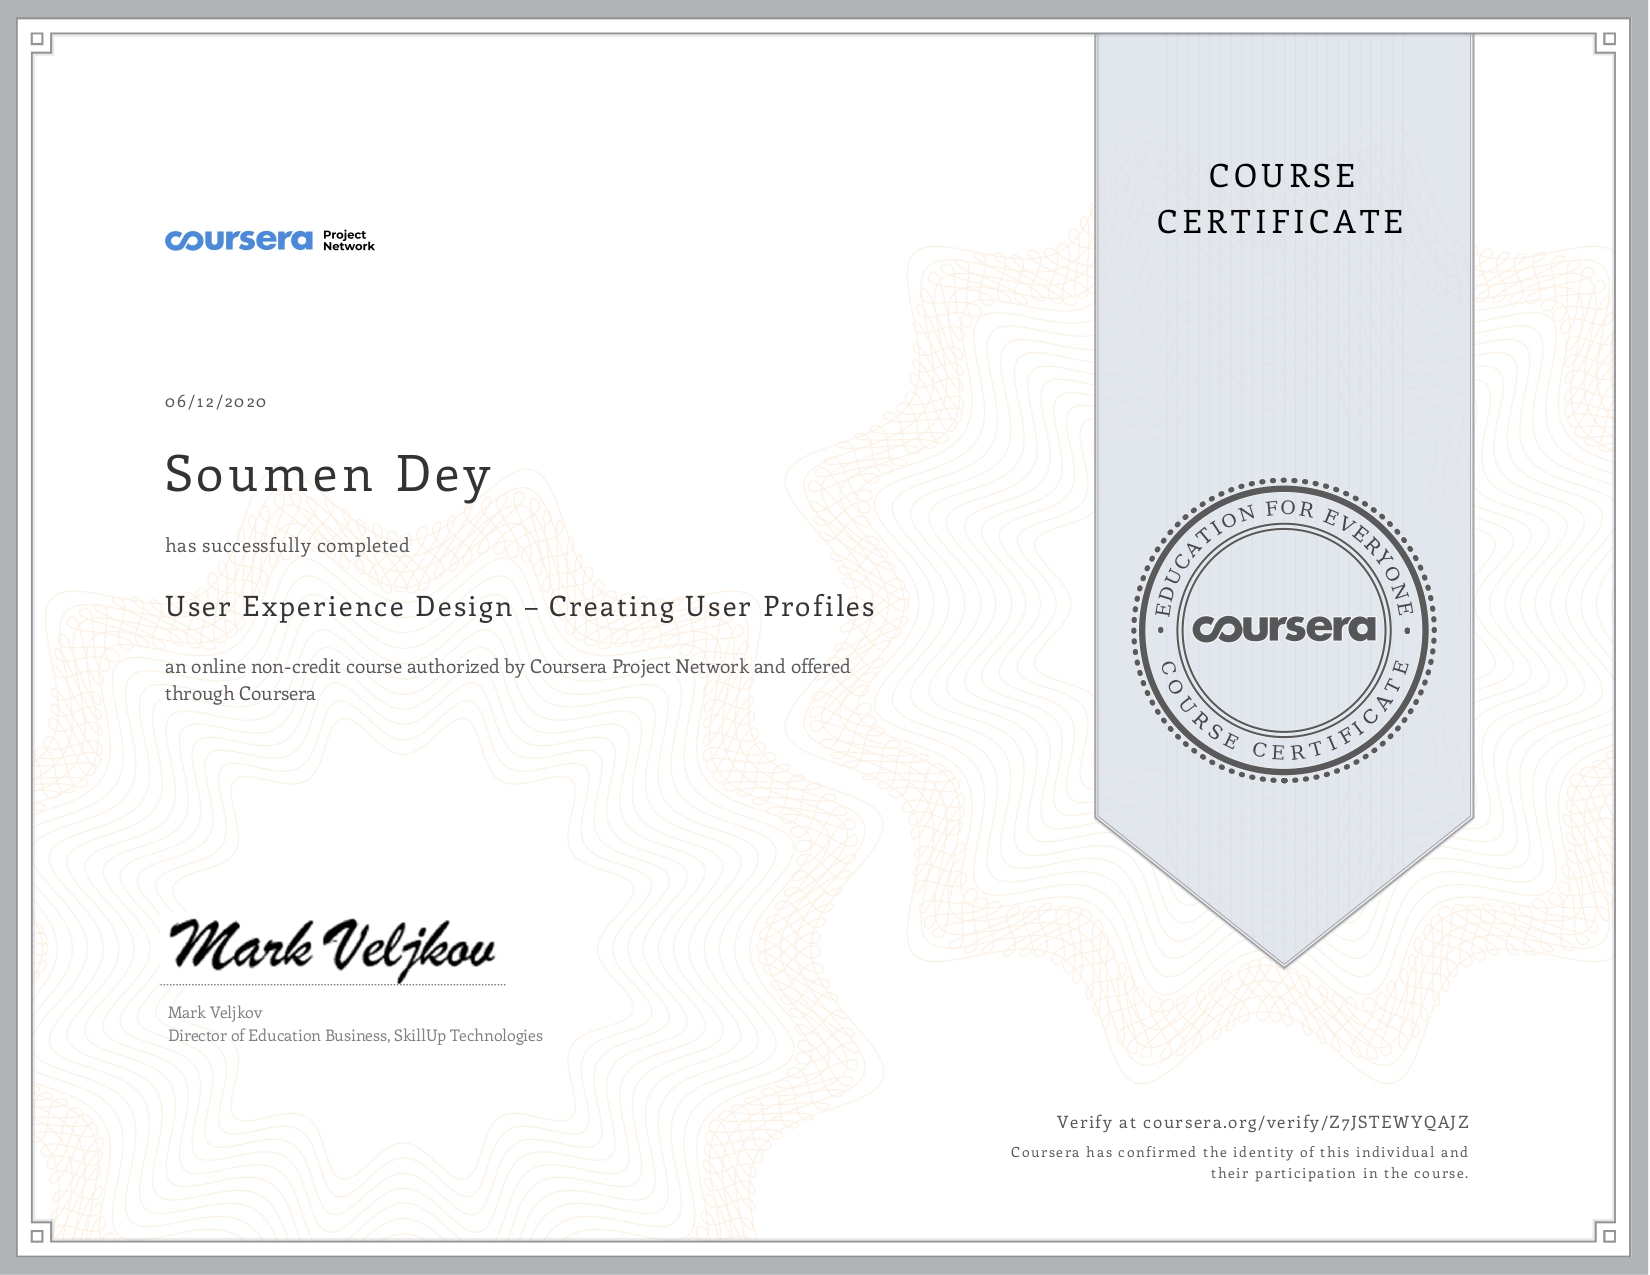 COURSE
CERTIFICATE
coursera Project
Network
06/12/2020
Soumen Dey
has successfully completed
User Experience Design – Creating User Profiles
an online non-credit course authorized by Coursera Project Network and offered
through Coursera
EDUCATION FOR EVERYONE
coursera
COURSE CERTIFICATE
Mark Veljkov
Mark Veljkov
Director of Education Business, SkillUp Technologies
Verify at coursera.org/verify/Z7JSTEWYQAJZ
Coursera has confirmed the identity of this individual and
their participation in the course.